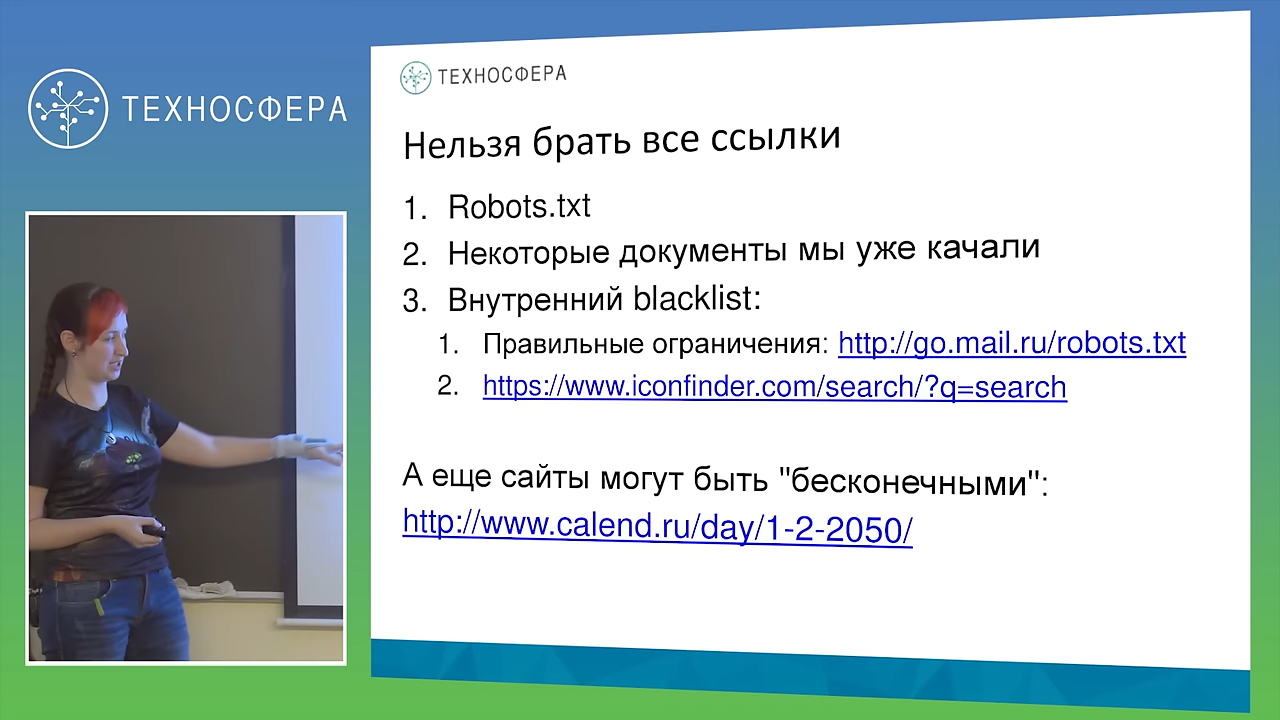 ТЕХНОСФЕРА
ТЕХНОСФЕРА
Нельзя брать все ссылки
1. Robots.txt
2. Некоторые документы мы уже качали
3. Внутренний blacklist:
1. Правильные ограничения: http://go.mail.ru/robots.txt
2. https://www.iconfinder.com/search/?q=search
А еще сайты могут быть "бесконечными":
http://www.calend.ru/day/1-2-2050/